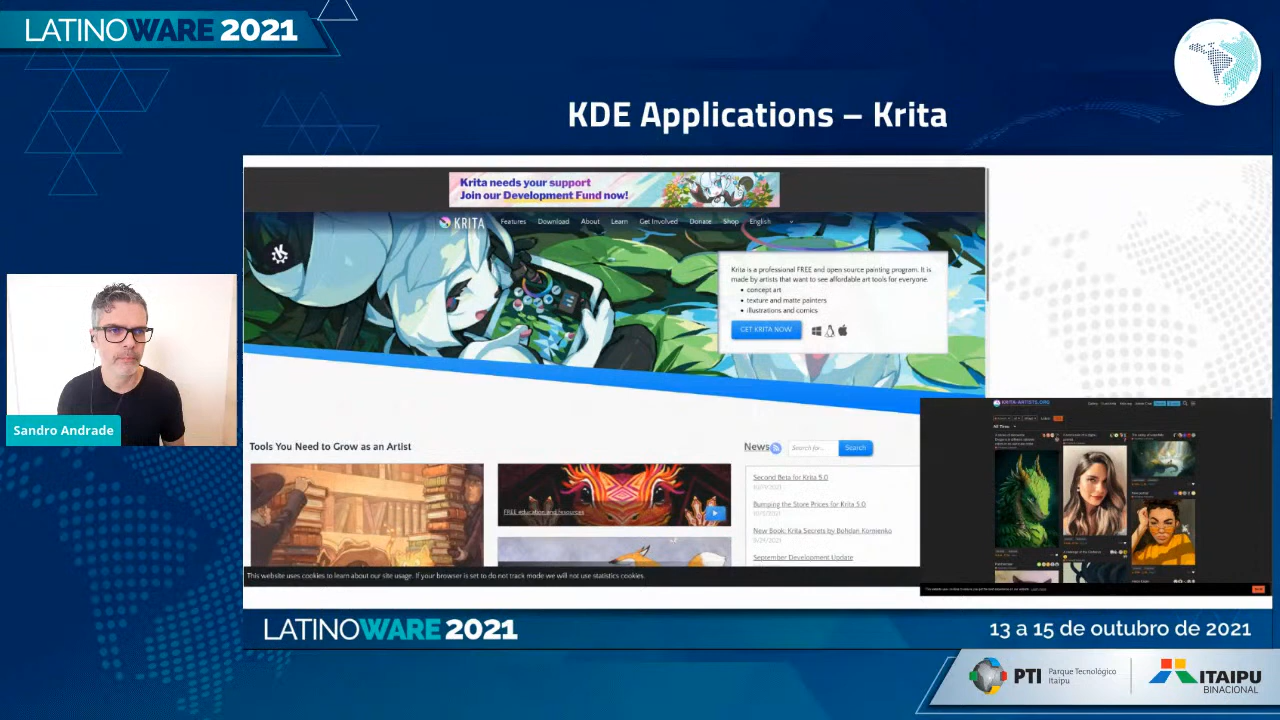 LATINOWARE 2021
KDE Applications – Krita
Krita needs your support
Join our Development Fund now!
KRITA
Features Download About Learn Get Involved Donate Shop English
Krita is a professional FREE and open source painting program. It is
made by artists that want to see affordable art tools for everyone.
• concept art
• texture and matte painters
• illustrations and comics
GET KRITA NOW
Sandro Andrade
Tools You Need to Grow as an Artist
News
Search for...
Search
FREE education and resources
Second Beta for Krita 5.0
Bumping the Store Prices for Krita 5.0
New Book: Krita Secrets by Bohdan Kornienko
September Development Update
This website uses cookies to learn about our site usage. If your browser is set to do not track mode we will not use statistics cookies.
KRITA-ARTISTS.ORG
LATINOWARE 2021
13 a 15 de outubro de 2021
PTI
Parque Tecnológico
Itaipu
ITAIPU
BINACIONAL